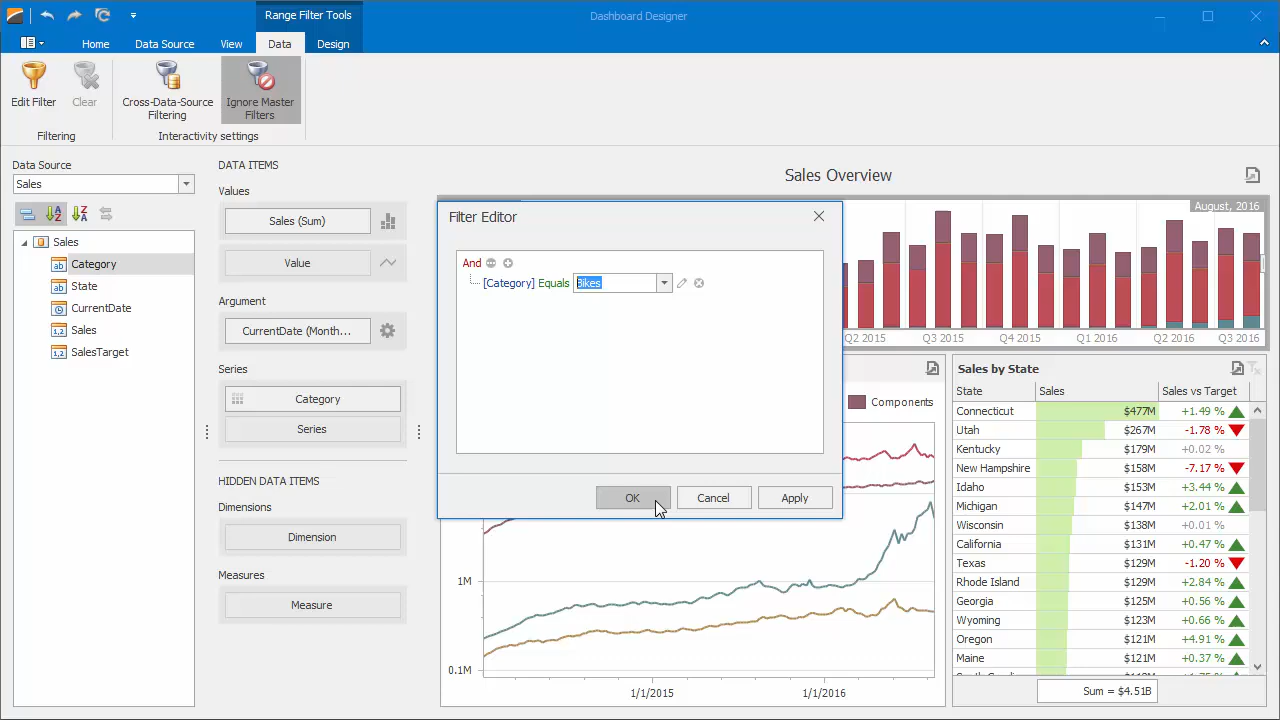 Range Filter Tools
Dashboard Designer
Home
Data Source
View
Data
Design
Edit Filter
Clear
Cross-Data-Source
Filtering
Ignore Master
Filters
Filtering
Interactivity settings
Data Source
Sales
Sales
Category
State
CurrentDate
Sales
SalesTarget
DATA ITEMS
Values
Sales (Sum)
Value
Argument
CurrentDate (Month...
Series
Category
Series
HIDDEN DATA ITEMS
Dimensions
Dimension
Measures
Measure
Sales Overview
August, 2016
Q2 2015
Q3 2015
Q4 2015
Q1 2016
Q2 2016
Q3 2016
Filter Editor
And
[Category] Equals Bikes
OK
Cancel
Apply
Components
1M
0.1M
1/1/2015
1/1/2016
Sales by State
State Sales Sales vs Target
Connecticut $477M +1.49 %
Utah $267M -1.78 %
Kentucky $179M +0.02 %
New Hampshire $158M -7.17 %
Idaho $153M +3.44 %
Michigan $147M +2.01 %
Wisconsin $138M +0.01 %
California $131M +0.47 %
Texas $129M -1.20 %
Rhode Island $129M +2.84 %
Georgia $125M +0.56 %
Wyoming $123M +0.66 %
Oregon $121M +4.91 %
Maine $121M +0.37 %
Sum = $4.51B